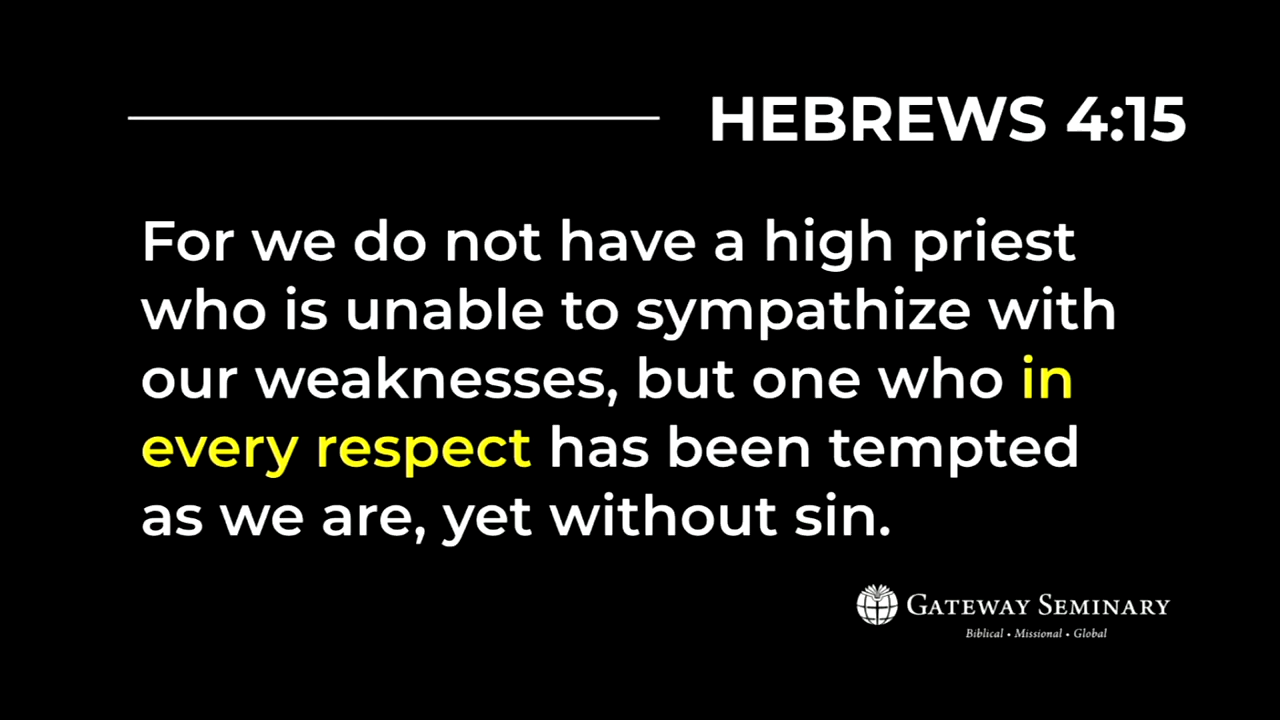 HEBREWS 4:15
For we do not have a high priest
who is unable to sympathize with
our weaknesses, but one who in
every respect has been tempted
as we are, yet without sin.
GATEWAY SEMINARY
Biblical • Missional • Global